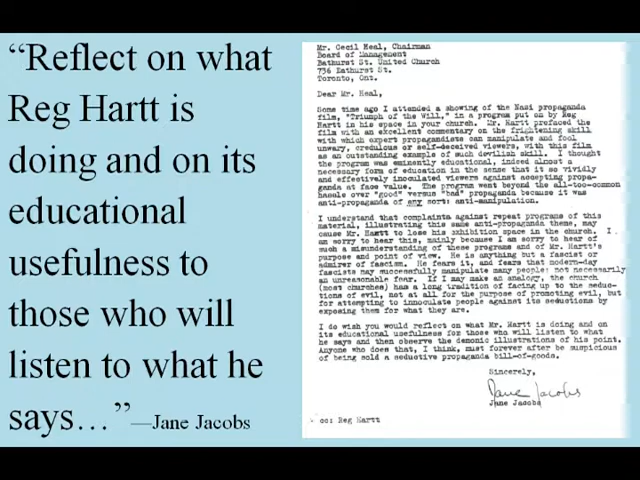 “Reflect on what
Reg Hartt is
doing and on its
educational
usefulness to
those who will
listen to what he
says…”—Jane Jacobs
Mr. Cecil Heal, Chairman
Board of Management
Bathurst St. United Church
736 Bathurst St.
Toronto, Ont.
Dear Mr. Heal,
Some time ago I attended a showing of the Nazi propaganda
film, "Triumph of the Will," in a program put on by Reg
Hartt in his space in your church. Mr. Hartt prefaced the
film with an excellent commentary on the frightening skill
with which expert propagandists can manipulate and fool
unwary, credulous or self-deceived viewers, with this film
as an outstanding example of such devilish skill. I thought
the program was eminently educational, indeed almost a
necessary form of education in the sense that it so vividly
and effectively inoculated viewers against accepting propa-
ganda at face value. The program went beyond the all-too-common
hassle over "good" versus "bad" propaganda because it was
anti-propaganda of any sort: anti-manipulation.
I understand that complaints against repeat programs of this
material, illustrating this same anti-propaganda theme, may
cause Mr. Hartt to lose his exhibition space in the church. I
am sorry to hear this, mainly because I am sorry to hear of
such a misunderstanding of these programs and of Mr. Hartt's
purpose and point of view. He is anything but a fascist or
admirer of fascism. He fears it, and fears that modern-day
fascists may successfully manipulate many people: not necessarily
an unreasonable fear. If I may make an analogy, the church
(most churches) has a long tradition of facing up to the seduc-
tions of evil, not at all for the purpose of promoting evil, but
for attempting to innoculate people against its seductions by
exposing them for what they are.
I do wish you would reflect on what Mr. Hartt is doing and on
its educational usefulness for those who will listen to what
he says and then observe the demonic illustrations of his point.
Anyone who does that, I think, must forever after be suspicious
of being sold a seductive propaganda bill-of-goods.
Sincerely,
Jane Jacobs
Jane Jacobs
cc: Reg Hartt